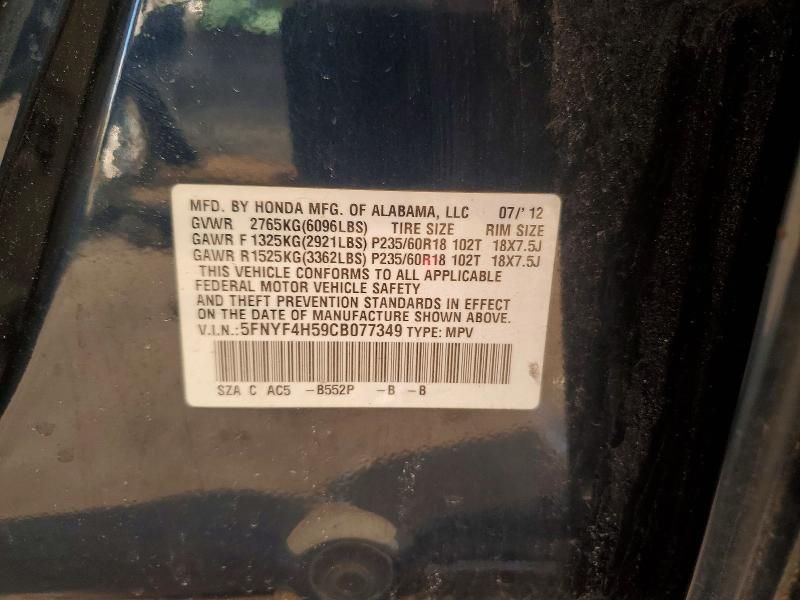 MFD. BY HONDA MFG. OF ALABAMA, LLC 07/'12
GVWR 2765KG(6096LBS) TIRE SIZE RIM SIZE
GAWR F 1325KG(2921LBS) P235/60R18 102T 18X7.5J
GAWR R 1525KG(3362LBS) P235/60R18 102T 18X7.5J
THIS VEHICLE CONFORMS TO ALL APPLICABLE
FEDERAL MOTOR VEHICLE SAFETY
AND THEFT PREVENTION STANDARDS IN EFFECT
ON THE DATE OF MANUFACTURE SHOWN ABOVE.
V.I.N.:5FNYF4H59CB077349 TYPE: MPV
SZA C AC5 -B552P -B -B